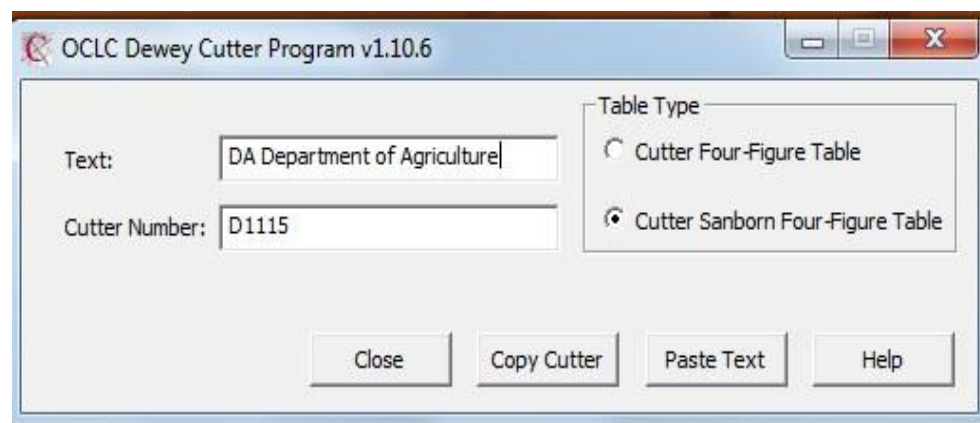 OCLC Dewey Cutter Program v1.10.6
Table Type
Text: DA Department of Agriculture
Cutter Four-Figure Table
Cutter Number: D1115
Cutter Sanborn Four-Figure Table
Close Copy Cutter Paste Text Help